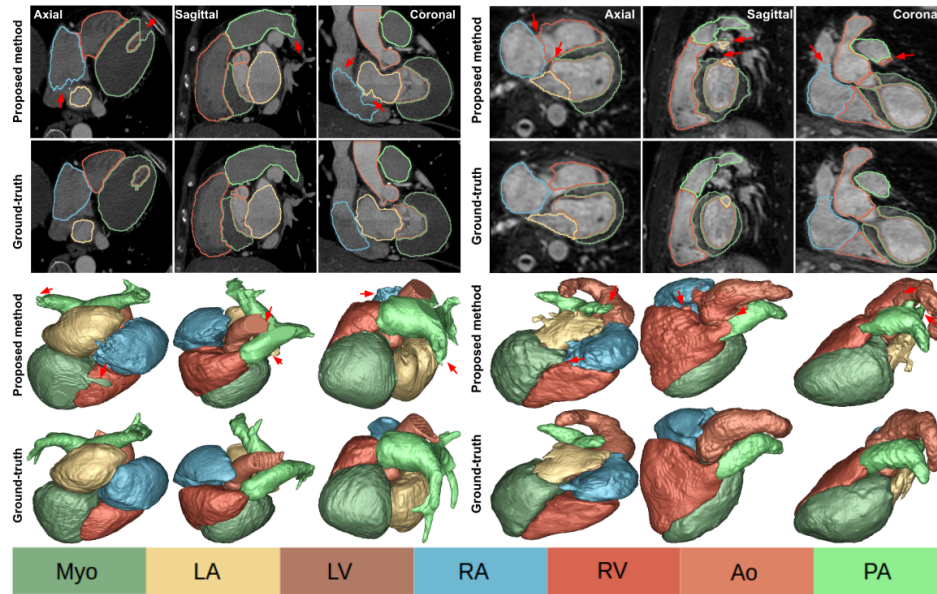 Axial Sagittal Coronal Axial Sagittal Corona
Proposed method Proposed method
Ground-truth Ground-truth
Proposed method Proposed method
Ground-truth Ground-truth
Myo LA LV RA RV Ao PA